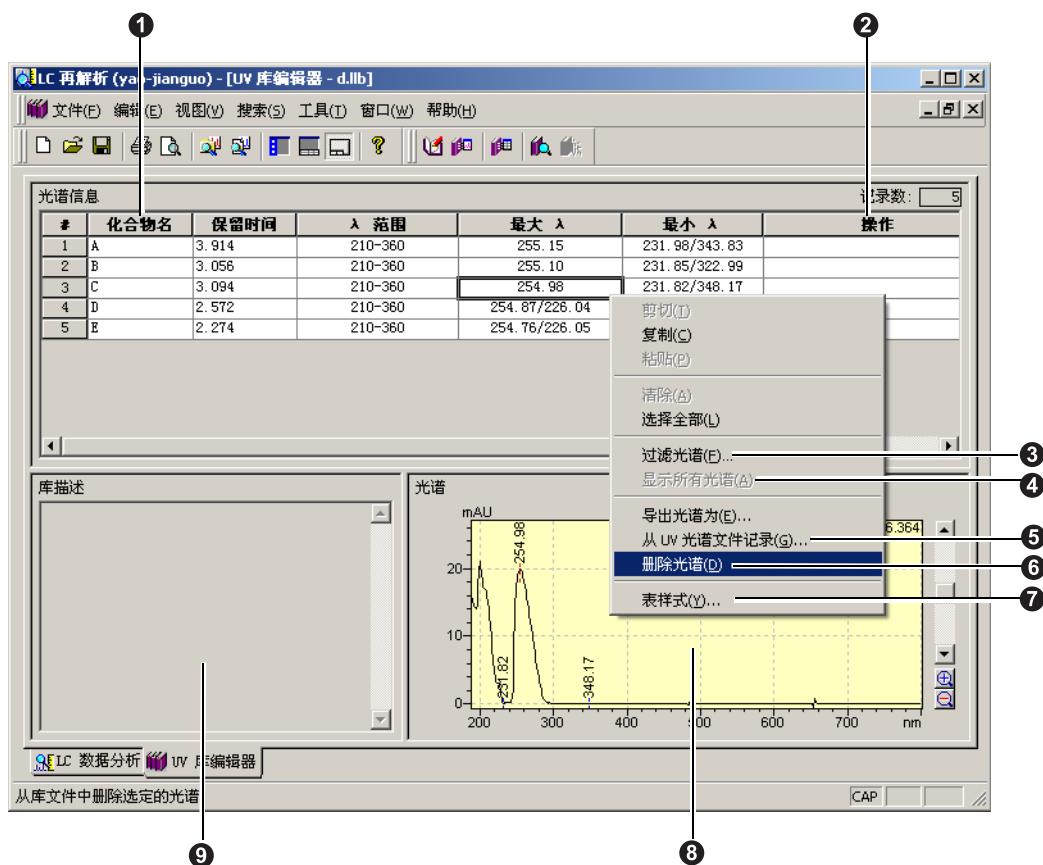 ❶ ❷
LC 再解析 (yao-jianguo) - [UV 库编辑器 - d.llb]
文件(F) 编辑(E) 视图(V) 搜索(S) 工具(T) 窗口(W) 帮助(H)
光谱信息 记录数: 5
# 化合物名 保留时间 λ 范围 最大 λ 最小 λ 操作
1 A 3.914 210-360 255.15 231.98/343.83
2 B 3.056 210-360 255.10 231.85/322.99
3 C 3.094 210-360 254.98 231.82/348.17
4 D 2.572 210-360 254.87/226.04
5 E 2.274 210-360 254.76/226.05
剪切(T)
复制(C)
粘贴(P)
清除(A)
选择全部(L)
过滤光谱(F)... ❸
显示所有光谱(A) ❹
导出光谱为(E)...
从 UV 光谱文件记录(G)... ❺
删除光谱(D) ❻
表样式(Y)... ❼
库描述 光谱
mAU
6.364
254.98
20
10
231.82
348.17
0
200 300 400 500 600 700 nm
LC 数据分析 UV 库编辑器
从库文件中删除选定的光谱 CAP
❾ ❽